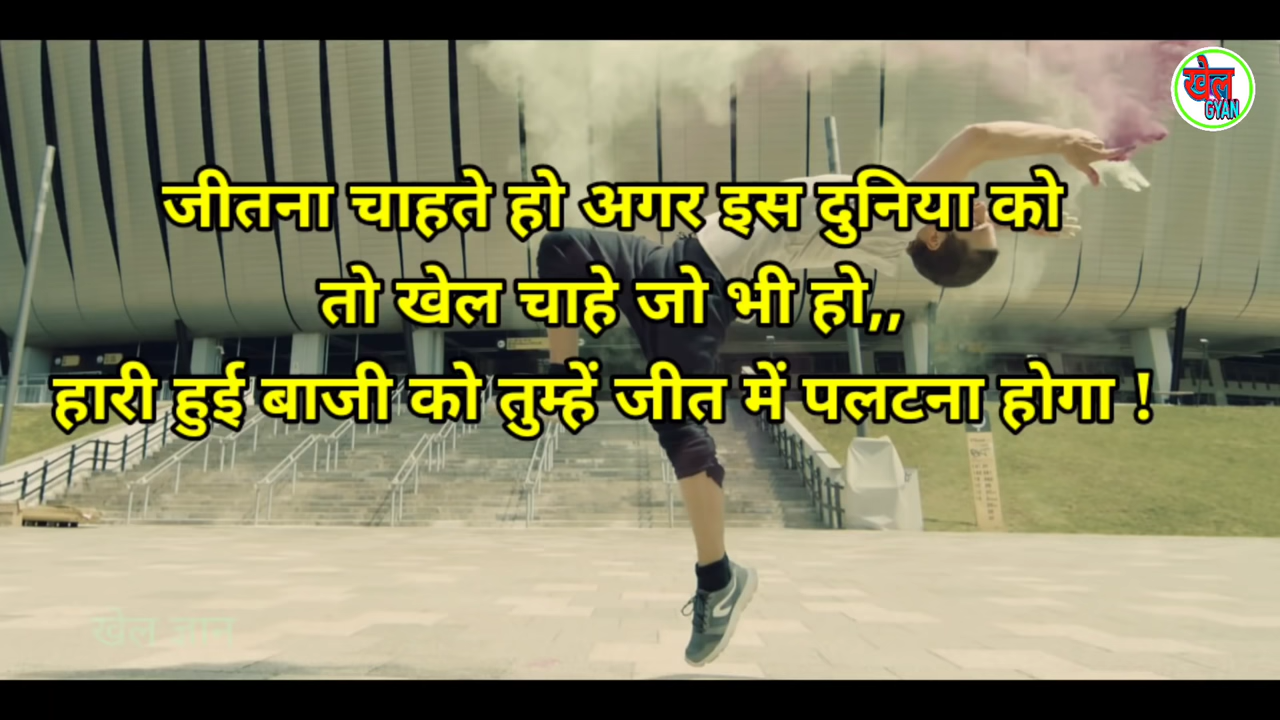 खेल
GYAN
जीतना चाहते हो अगर इस दुनिया को
तो खेल चाहे जो भी हो,,
हारी हुई बाजी को तुम्हें जीत में पलटना होगा !
खेल ज्ञान